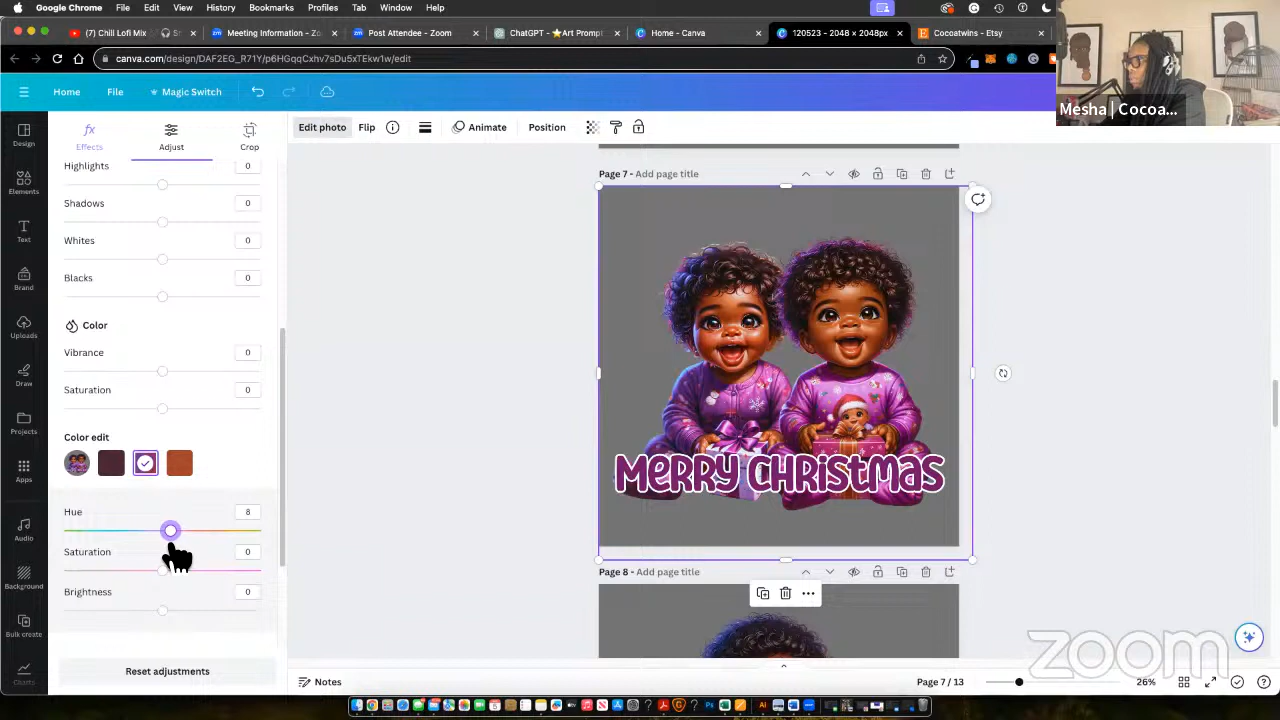 Google Chrome File Edit View History Bookmarks Profiles Tab Window Help
(7) Chill Lofi Mix
Meeting Information - Zo
Post Attendee - Zoom
ChatGPT - ⭐Art Promp
Home - Canva
120523 - 2048 × 2048px
Cocoatwins - Etsy
canva.com/design/DAF2EG_R71Y/p6HGqqCxhv7sDu5xTEkw1w/edit
Mesha | Cocoa...
Home File Magic Switch
Design
Elements
Text
Brand
Uploads
Draw
Projects
Apps
Audio
Background
Bulk create
Charts
fx
Effects Adjust Crop
Highlights 0
Shadows 0
Whites 0
Blacks 0
Color
Vibrance 0
Saturation 0
Color edit
Hue 8
Saturation 0
Brightness 0
Reset adjustments
Edit photo Flip Animate Position
Page 7 - Add page title
Merry Christmas
Page 8 - Add page title
Notes
Page 7 / 13
26%
zoom